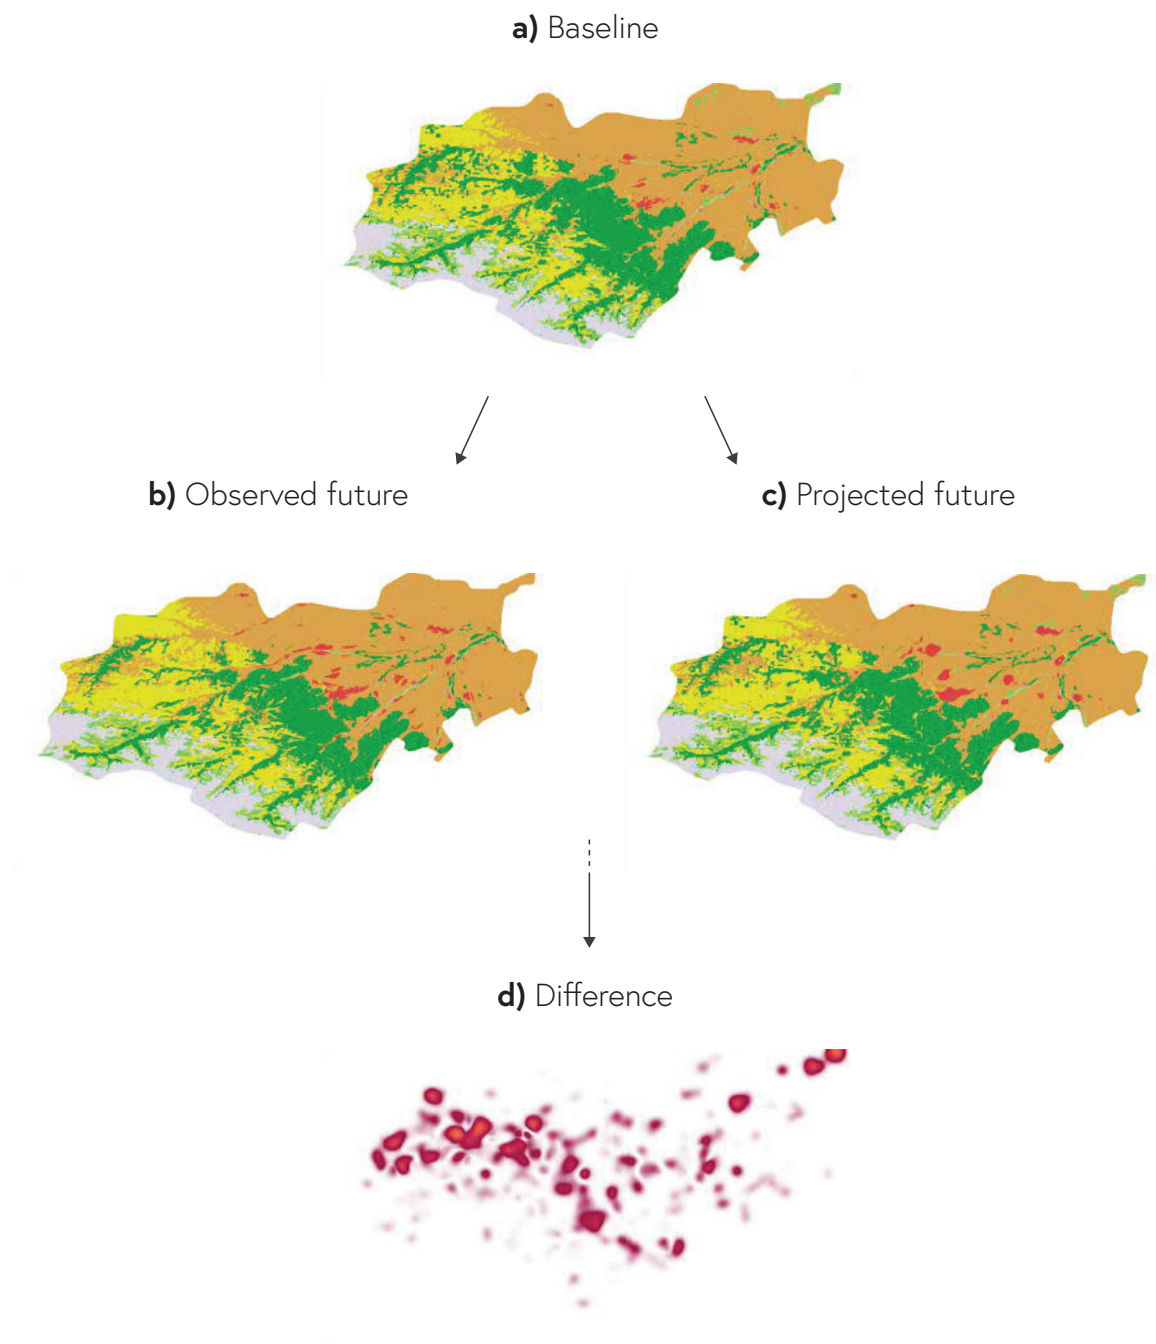 a) Baseline
b) Observed future
c) Projected future
d) Difference